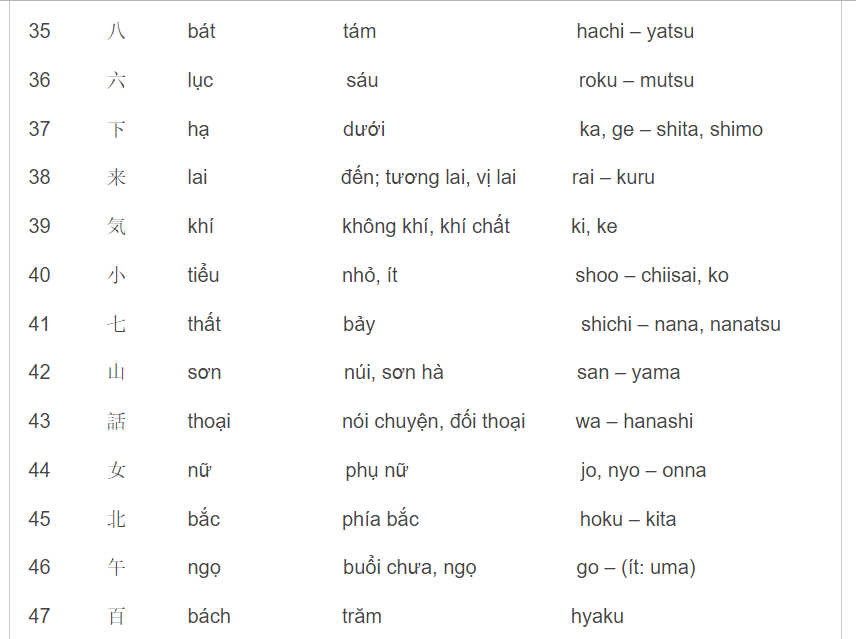 35 八 bát tám hachi – yatsu
36 六 lục sáu roku – mutsu
37 下 hạ dưới ka, ge – shita, shimo
38 来 lai đến; tương lai, vị lai rai – kuru
39 気 khí không khí, khí chất ki, ke
40 小 tiểu nhỏ, ít shoo – chiisai, ko
41 七 thất bảy shichi – nana, nanatsu
42 山 sơn núi, sơn hà san – yama
43 話 thoại nói chuyện, đối thoại wa – hanashi
44 女 nữ phụ nữ jo, nyo – onna
45 北 bắc phía bắc hoku – kita
46 午 ngọ buổi chưa, ngọ go – (ít: uma)
47 百 bách trăm hyaku